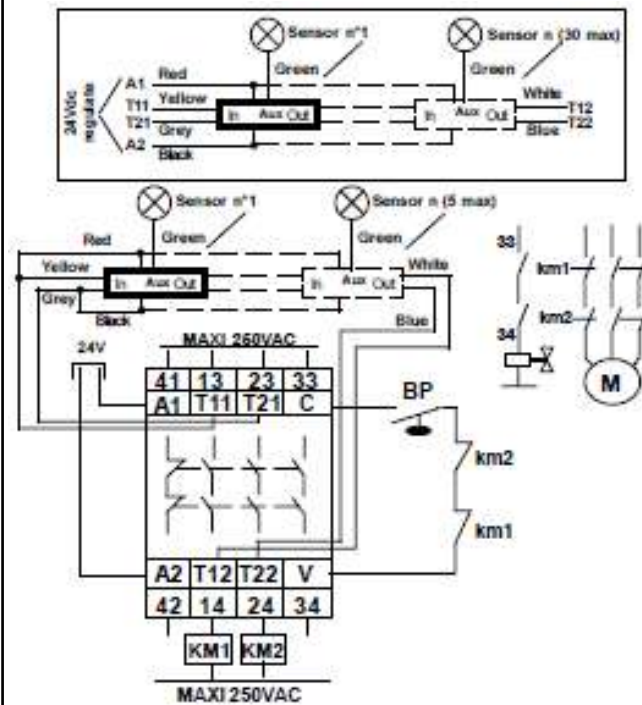 Sensor n°1
Sensor n (30 max)
Green
Green
24Vdc
regulate
A1
Red
T11
Yellow
T21
Grey
A2
Black
In
Aux
Out
In
Aux
Out
White
T12
Blue
T22
Sensor n°1
Sensor n (5 max)
Red
Green
Green
Yellow
In
Aux
Out
In
Aux
Out
White
Grey
Black
Blue
33
km1
34
km2
M
24V
MAXI 260VAC
41 13 23 33
A1 T11 T21 C
BP
km2
km1
A2 T12 T22 V
42 14 24 34
KM1 KM2
MAXI 250VAC